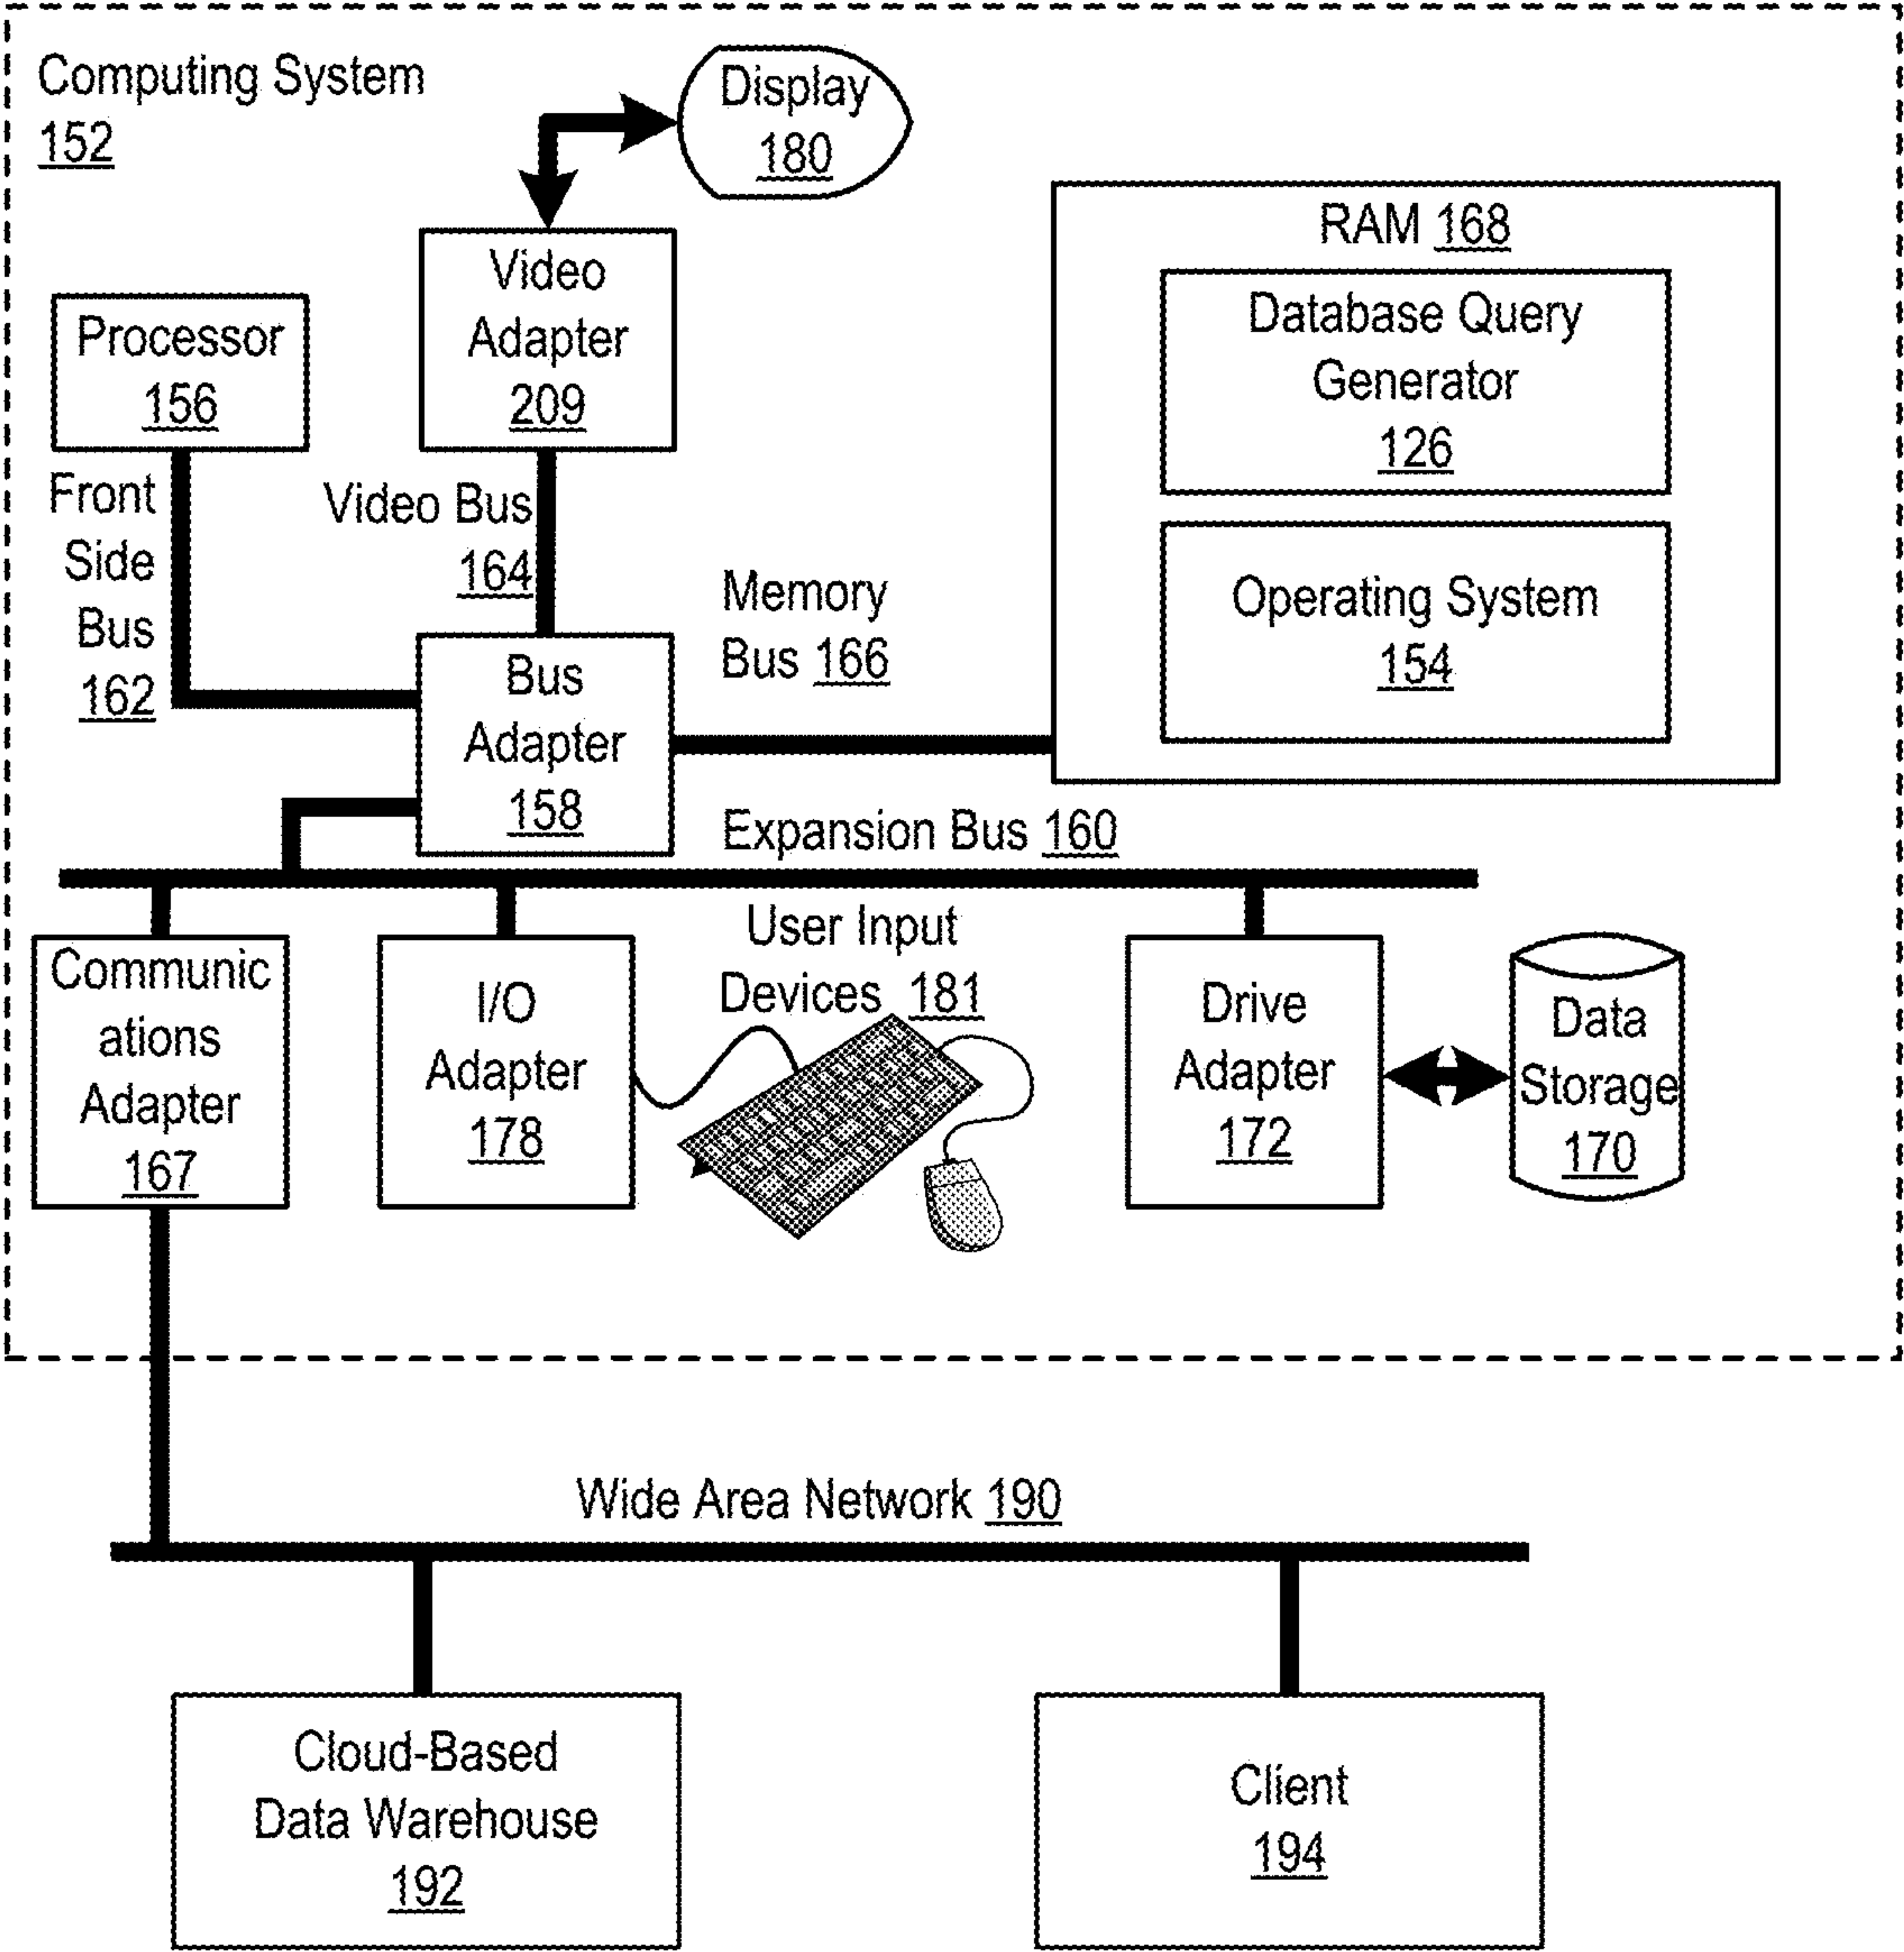 Computing System
152
Display
180
RAM 168
Video
Adapter
209
Database Query
Generator
126
Processor
156
Front
Side
Bus
162
Video Bus
164
Memory
Bus 166
Operating System
154
Bus
Adapter
158
Expansion Bus 160
Communic
ations
Adapter
167
I/O
Adapter
178
User Input
Devices 181
Drive
Adapter
172
Data
Storage
170
Wide Area Network 190
Cloud-Based
Data Warehouse
192
Client
194